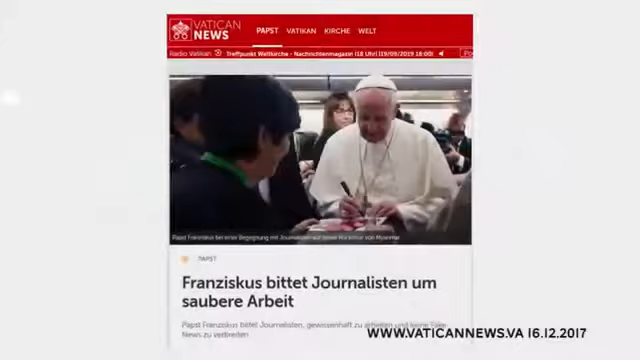 VATICAN
NEWS
PAPST VATIKAN KIRCHE WELT
Radio Vatikan Treffpunkt Weltkirche - Nachrichtenmagazin (18 Uhr) (19/09/2019 18:00)
Papst Franziskus bei einer Begegnung mit Journalisten auf seiner Rückreise von Myanmar
PAPST
Franziskus bittet Journalisten um
saubere Arbeit
Papst Franziskus bittet Journalisten, gewissenhaft zu arbeiten und keine Fake
News zu verbreiten
WWW.VATICANNEWS.VA 16.12.2017